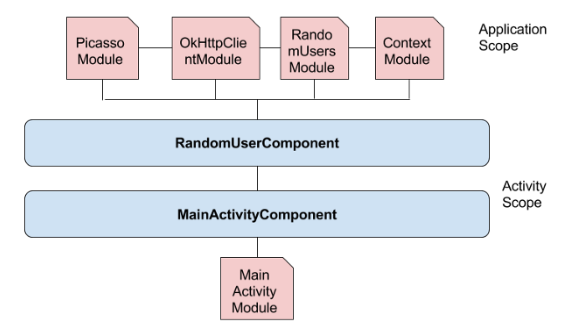 Picasso
Module
OkHttpClie
ntModule
Rando
mUsers
Module
Context
Module
Application
Scope
RandomUserComponent
MainActivityComponent
Activity
Scope
Main
Activity
Module